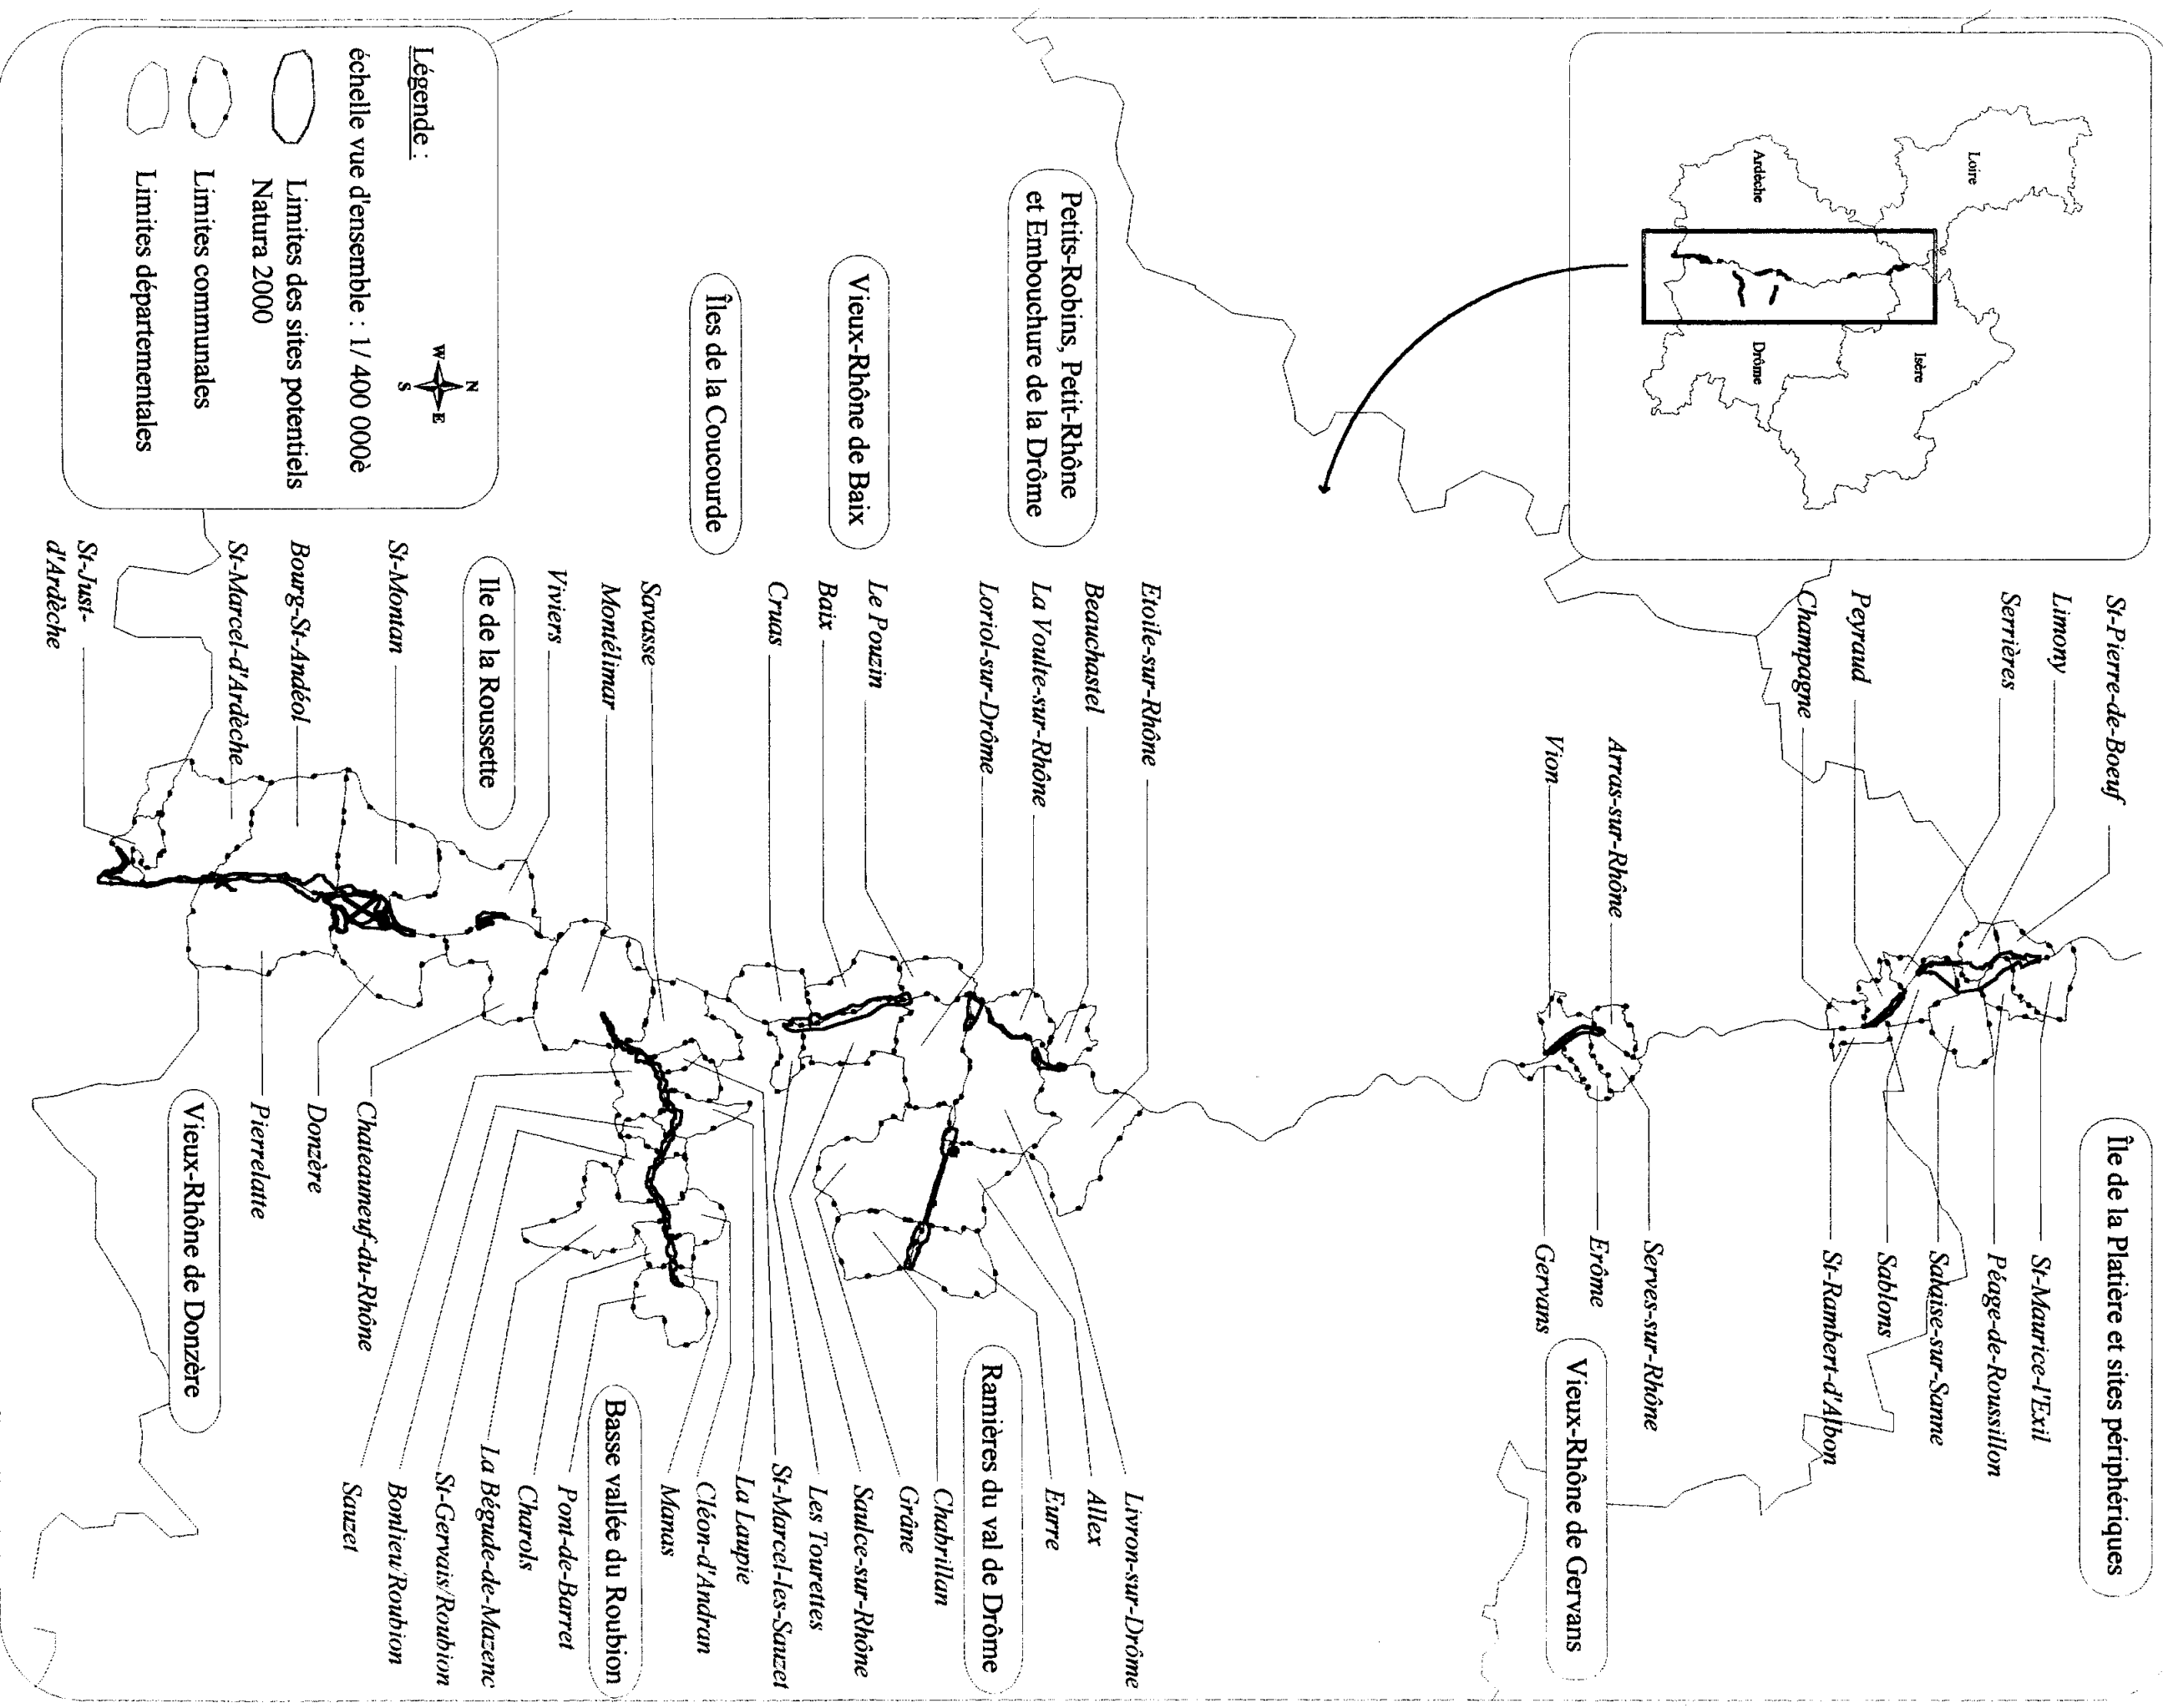 Loire
Ardèche
Isère
Drôme
Île de la Platière et sites périphériques
St-Pierre-de-Boeuf
Limony
Serrières
Peyraud
Champagne
St-Maurice-l'Exil
Péage-de-Roussillon
Salaise-sur-Sanne
Sablons
St-Rambert-d'Albon
Arras-sur-Rhône
Vion
Serves-sur-Rhône
Erôme
Gervans
Vieux-Rhône de Gervans
Petits-Robins, Petit-Rhône
et Embouchure de la Drôme
Etoile-sur-Rhône
Beauchastel
La Voulte-sur-Rhône
Loriol-sur-Drôme
Le Pouzin
Baix
Cruas
Vieux-Rhône de Baix
Îles de la Coucourde
Livron-sur-Drôme
Allex
Eurre
Ramières du val de Drôme
Chabrillan
Grâne
Saulce-sur-Rhône
Les Tourettes
St-Marcel-les-Sauzet
La Laupie
Cléon-d'Andran
Manas
Basse vallée du Roubion
Pont-de-Barret
Charols
La Bégude-de-Mazenc
St-Gervais/Roubion
Bonlieu/Roubion
Sauzet
Savasse
Montélimar
Viviers
Ile de la Roussette
St-Montan
Bourg-St-Andéol
St-Marcel-d'Ardèche
St-Just-
d'Ardèche
Chateauneuf-du-Rhône
Donzère
Pierrelatte
Vieux-Rhône de Donzère
Légende :
N
W
E
S
échelle vue d'ensemble : 1/ 400 000è
Limites des sites potentiels
Natura 2000
Limites communales
Limites départementales